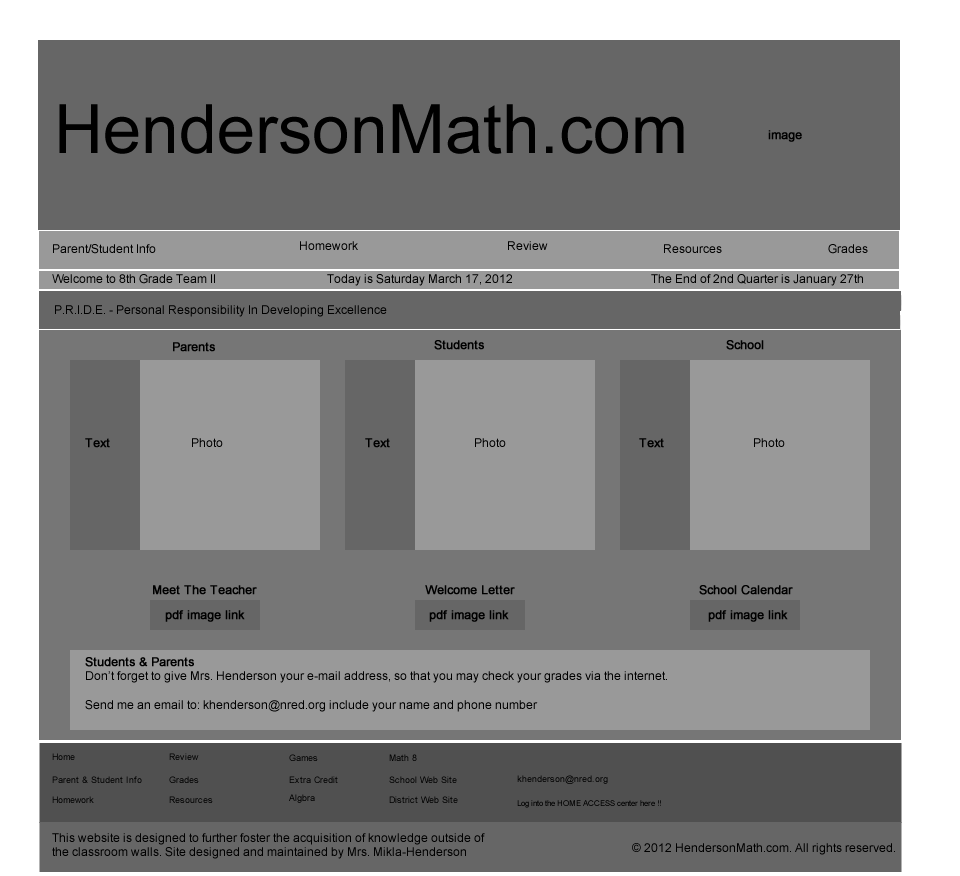 HendersonMath.com
image
Parent/Student Info Homework Review Resources Grades
Welcome to 8th Grade Team II Today is Saturday March 17, 2012 The End of 2nd Quarter is January 27th
P.R.I.D.E. - Personal Responsibility In Developing Excellence
Parents Students School
Text Photo Text Photo Text Photo
Meet The Teacher Welcome Letter School Calendar
pdf image link pdf image link pdf image link
Students & Parents
Don't forget to give Mrs. Henderson your e-mail address, so that you may check your grades via the internet.
Send me an email to: khenderson@nred.org include your name and phone number
Home Review Games Math 8
Parent & Student Info Grades Extra Credit School Web Site khenderson@nred.org
Homework Resources Algbra District Web Site Log into the HOME ACCESS center here !!
This website is designed to further foster the acquisition of knowledge outside of
the classroom walls. Site designed and maintained by Mrs. Mikla-Henderson
© 2012 HendersonMath.com. All rights reserved.